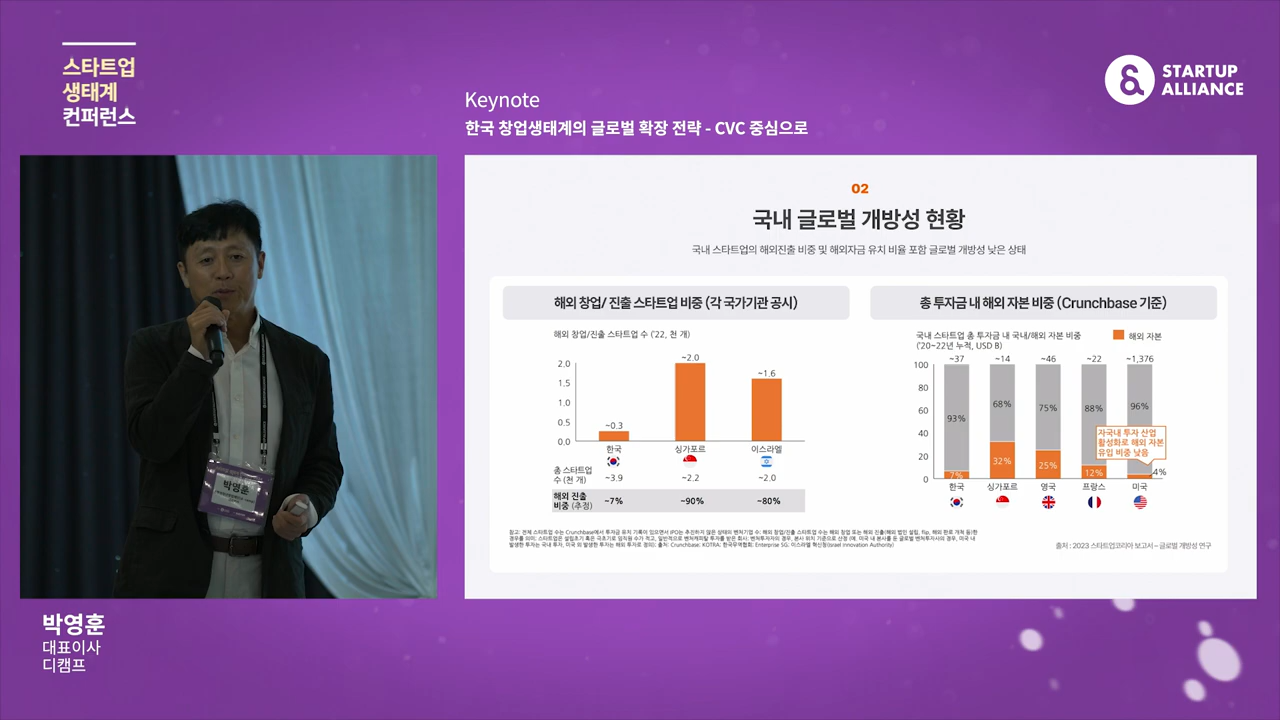 스타트업
생태계
컨퍼런스
STARTUP
ALLIANCE
Keynote
한국 창업생태계의 글로벌 확장 전략 - CVC 중심으로
박영훈
02
국내 글로벌 개방성 현황
국내 스타트업의 해외진출 비중 및 해외자금 유치 비율 포함 글로벌 개방성 낮은 상태
해외 창업/ 진출 스타트업 비중 (각 국가기관 공시)
해외 창업/진출 스타트업 수 ('22, 천 개)
2.0
1.5
1.0
0.5
0.0
~0.3
~2.0
~1.6
한국
싱가포르
이스라엘
총 스타트업
수 (천 개)
~3.9
~2.2
~2.0
해외 진출
비중 (추정)
~7%
~90%
~80%
총 투자금 내 해외 자본 비중 (Crunchbase 기준)
국내 스타트업 총 투자금 내 국내/해외 자본 비중
('20~22년 누적, USD B)
해외 자본
~37
~14
~46
~22
~1,376
100
80
60
40
20
0
93%
68%
75%
88%
96%
7%
32%
25%
12%
4%
자국내 투자 산업
활성화로 해외 자본
유입 비중 낮음
한국
싱가포르
영국
프랑스
미국
출처 : 2023 스타트업코리아 보고서 – 글로벌 개방성 연구
박영훈
대표이사
디캠프